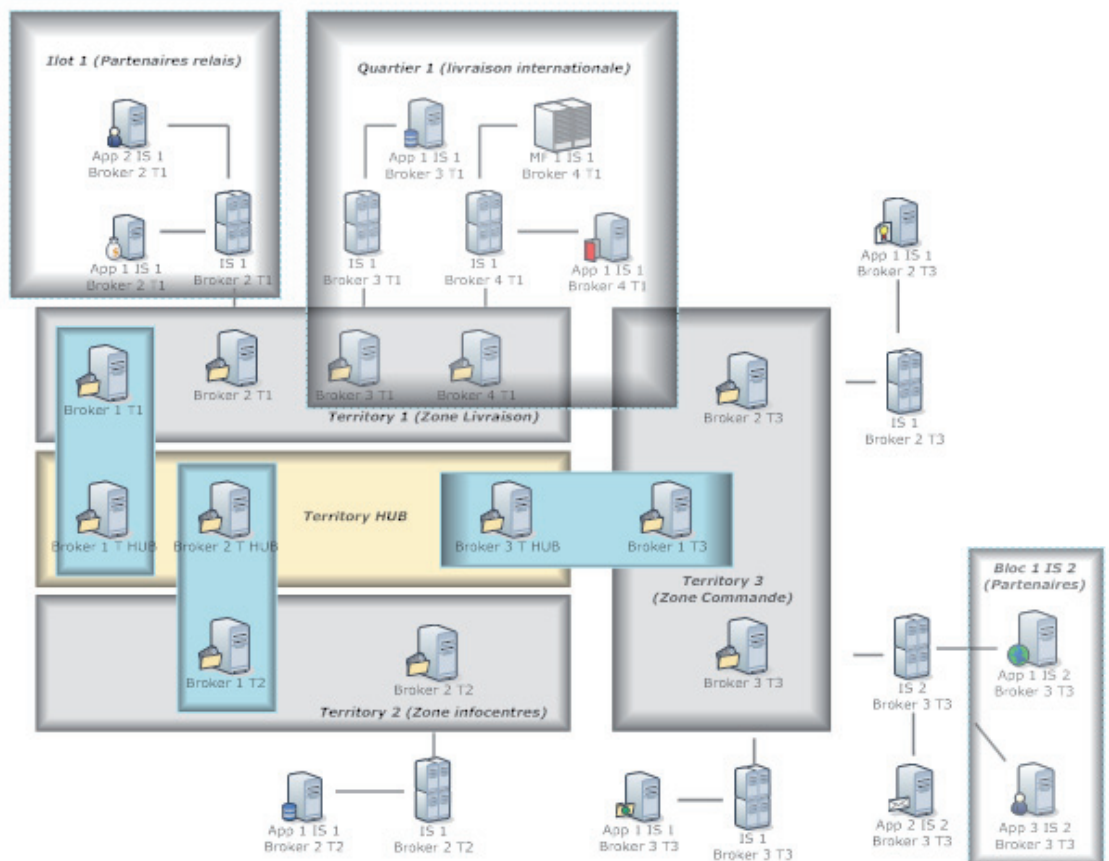 Ilot 1 (Partenaires relais)
App 2 IS 1
Broker 2 T1
App 1 IS 1
Broker 2 T1
IS 1
Broker 2 T1
Quartier 1 (livraison internationale)
App 1 IS 1
Broker 3 T1
MF 1 IS 1
Broker 4 T1
IS 1
Broker 3 T1
IS 1
Broker 4 T1
App 1 IS 1
Broker 4 T1
App 1 IS 1
Broker 2 T3
IS 1
Broker 2 T3
Broker 1 T1
Broker 2 T1
Broker 3 T1
Broker 4 T1
Territory 1 (Zone Livraison)
Broker 2 T3
Broker 1 T HUB
Broker 2 T HUB
Territory HUB
Broker 3 T HUB
Broker 1 T3
Territory 3
(Zone Commande)
Broker 3 T3
Broker 1 T2
Broker 2 T2
Territory 2 (Zone infocentres)
Bloc 1 IS 2
(Partenaires)
IS 2
Broker 3 T3
App 1 IS 2
Broker 3 T3
App 2 IS 2
Broker 3 T3
App 3 IS 2
Broker 3 T3
App 1 IS 1
Broker 2 T2
IS 1
Broker 2 T2
App 1 IS 1
Broker 3 T3
IS 1
Broker 3 T3